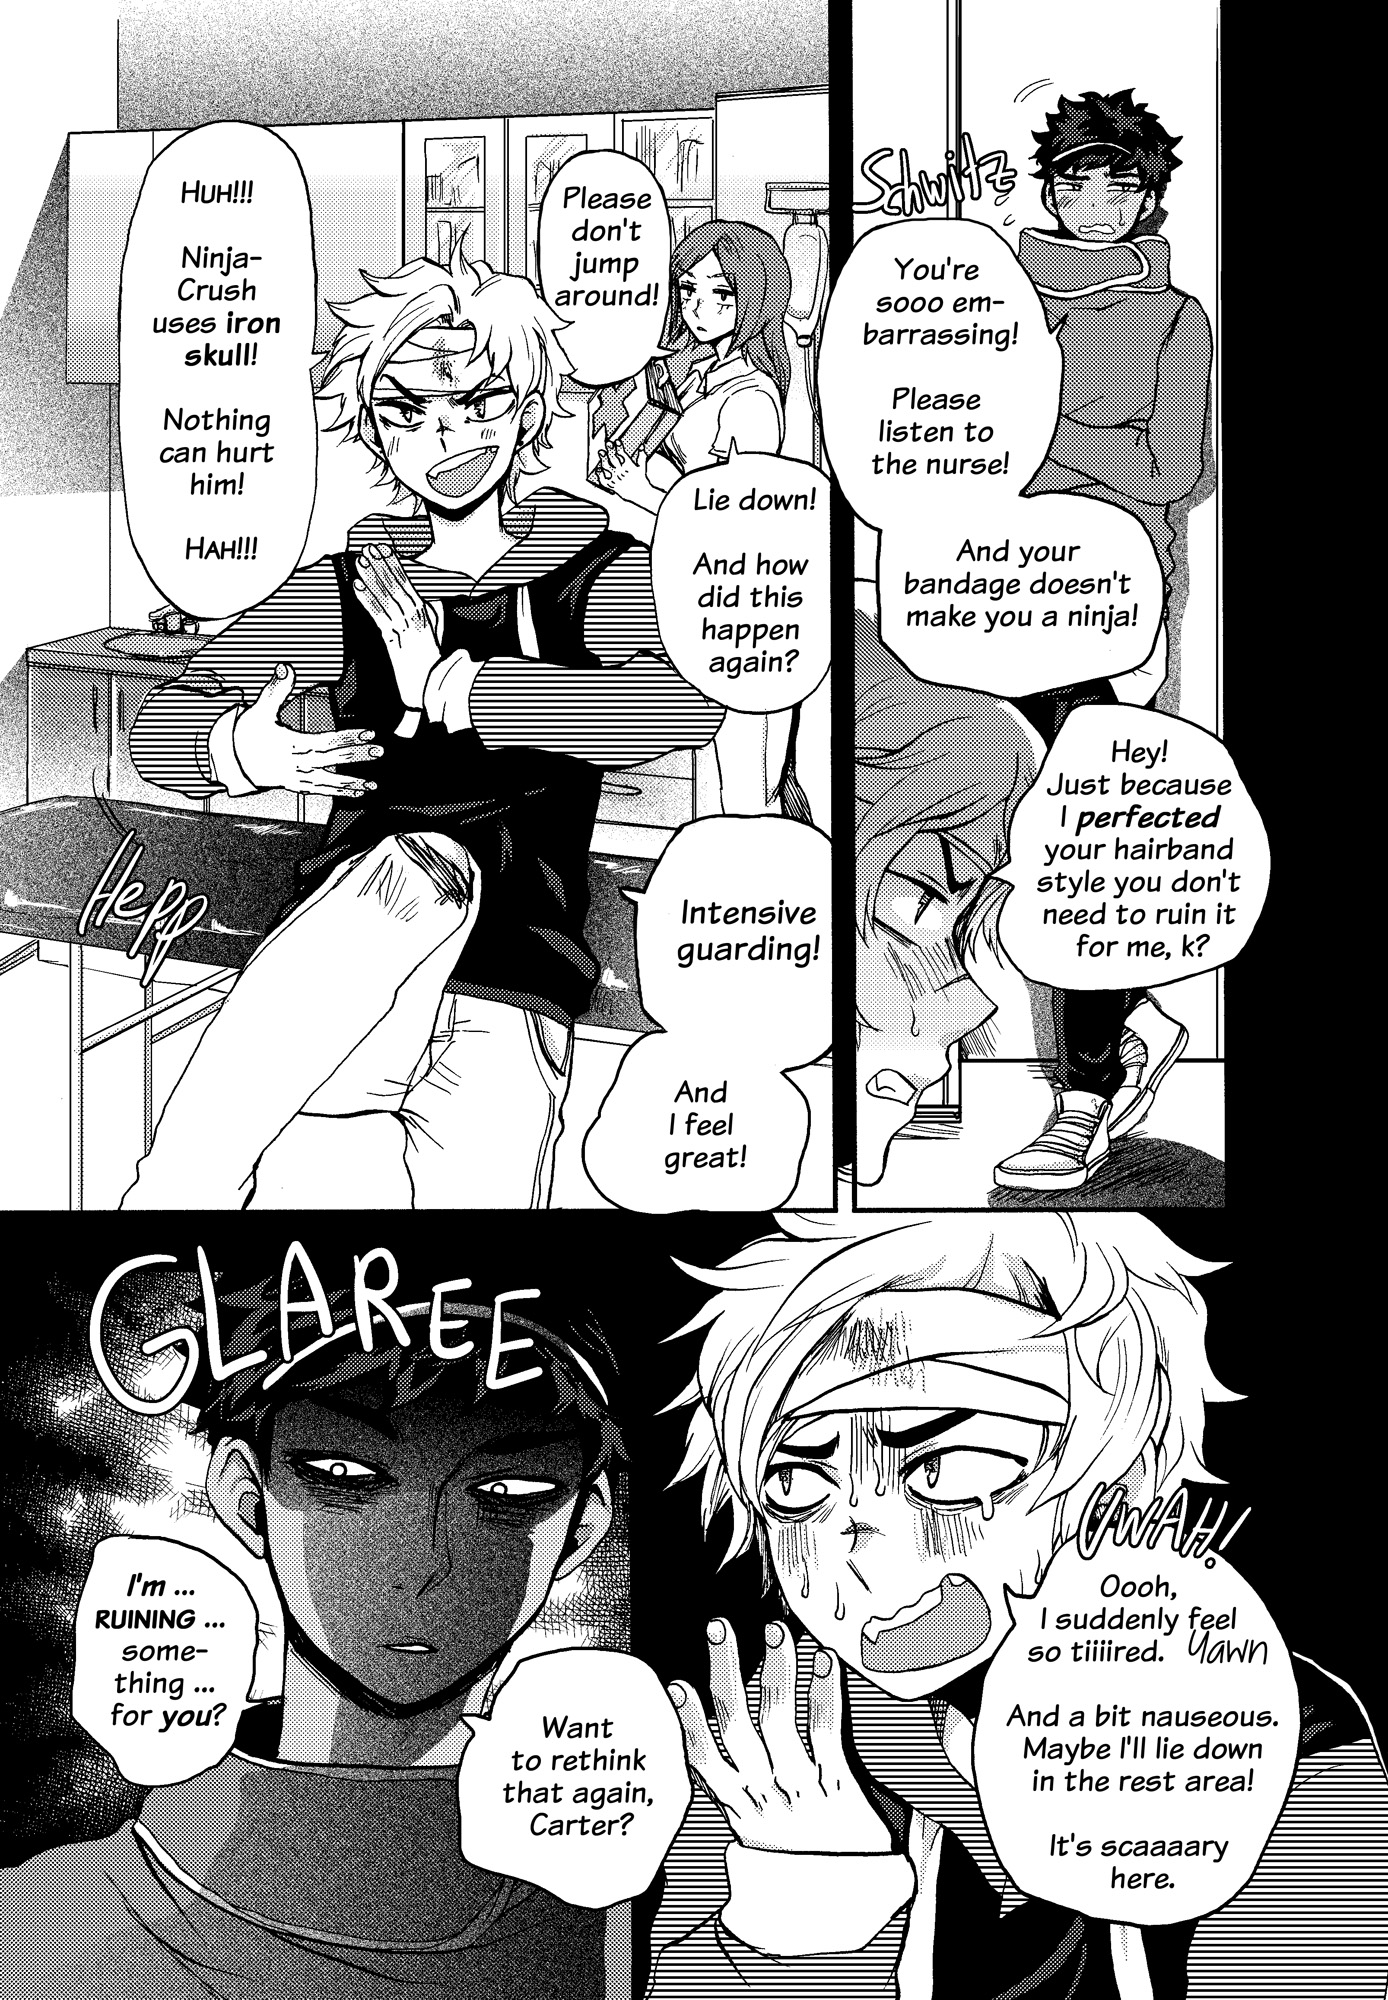 HUH!!!
Ninja-
Crush
uses iron
skull!
Nothing
can hurt
him!
HAH!!!
Please
don't
jump
around!
Lie down!
And how
did this
happen
again?
Hepp
Intensive
guarding!
And
I feel
great!
Schwitz
You're
sooo em-
barrassing!
Please
listen to
the nurse!
And your
bandage doesn't
make you a ninja!
Hey!
Just because
I perfected
your hairband
style you don't
need to ruin it
for me, k?
GLAREE
I'm ...
RUINING ...
some-
thing ...
for you?
Want
to rethink
that again,
Carter?
UWAH!
Oooh,
I suddenly feel
so tiiiired. Yawn
And a bit nauseous.
Maybe I'll lie down
in the rest area!
It's scaaaary
here.